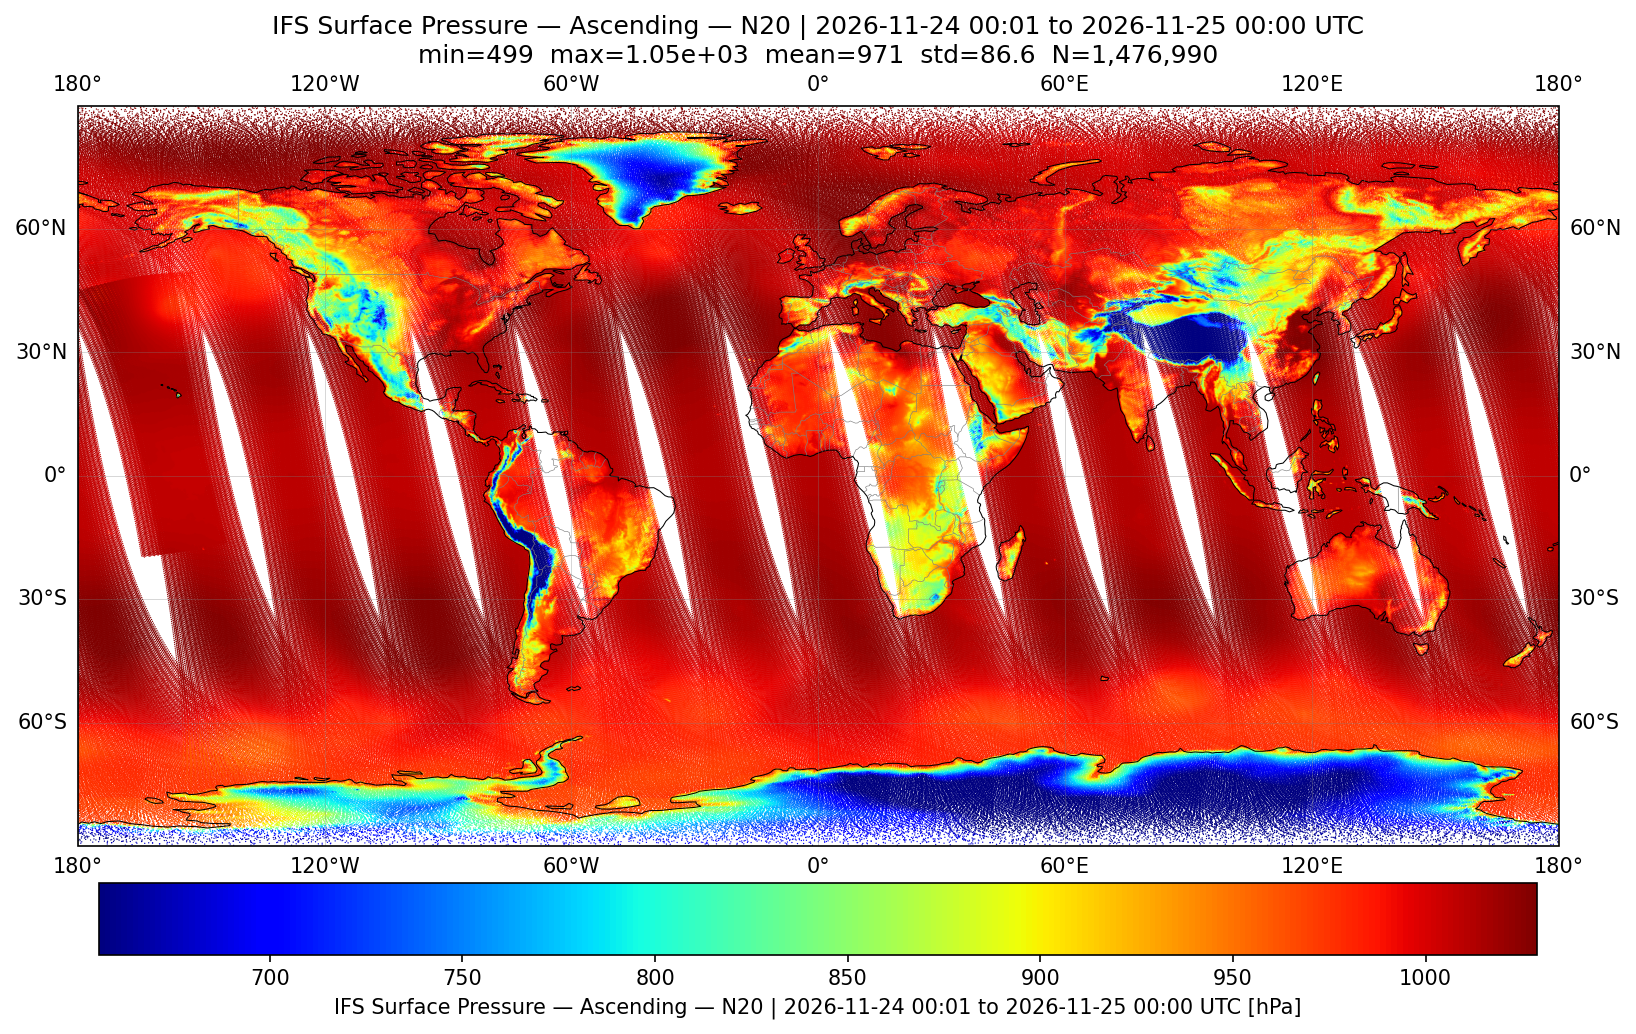 IFS Surface Pressure — Ascending — N20 | 2026-11-24 00:01 to 2026-11-25 00:00 UTC
min=499 max=1.05e+03 mean=971 std=86.6 N=1,476,990
180° 120°W 60°W 0° 60°E 120°E 180°
60°N 60°N
30°N 30°N
0° 0°
30°S 30°S
60°S 60°S
180° 120°W 60°W 0° 60°E 120°E 180°
700 750 800 850 900 950 1000
IFS Surface Pressure — Ascending — N20 | 2026-11-24 00:01 to 2026-11-25 00:00 UTC [hPa]